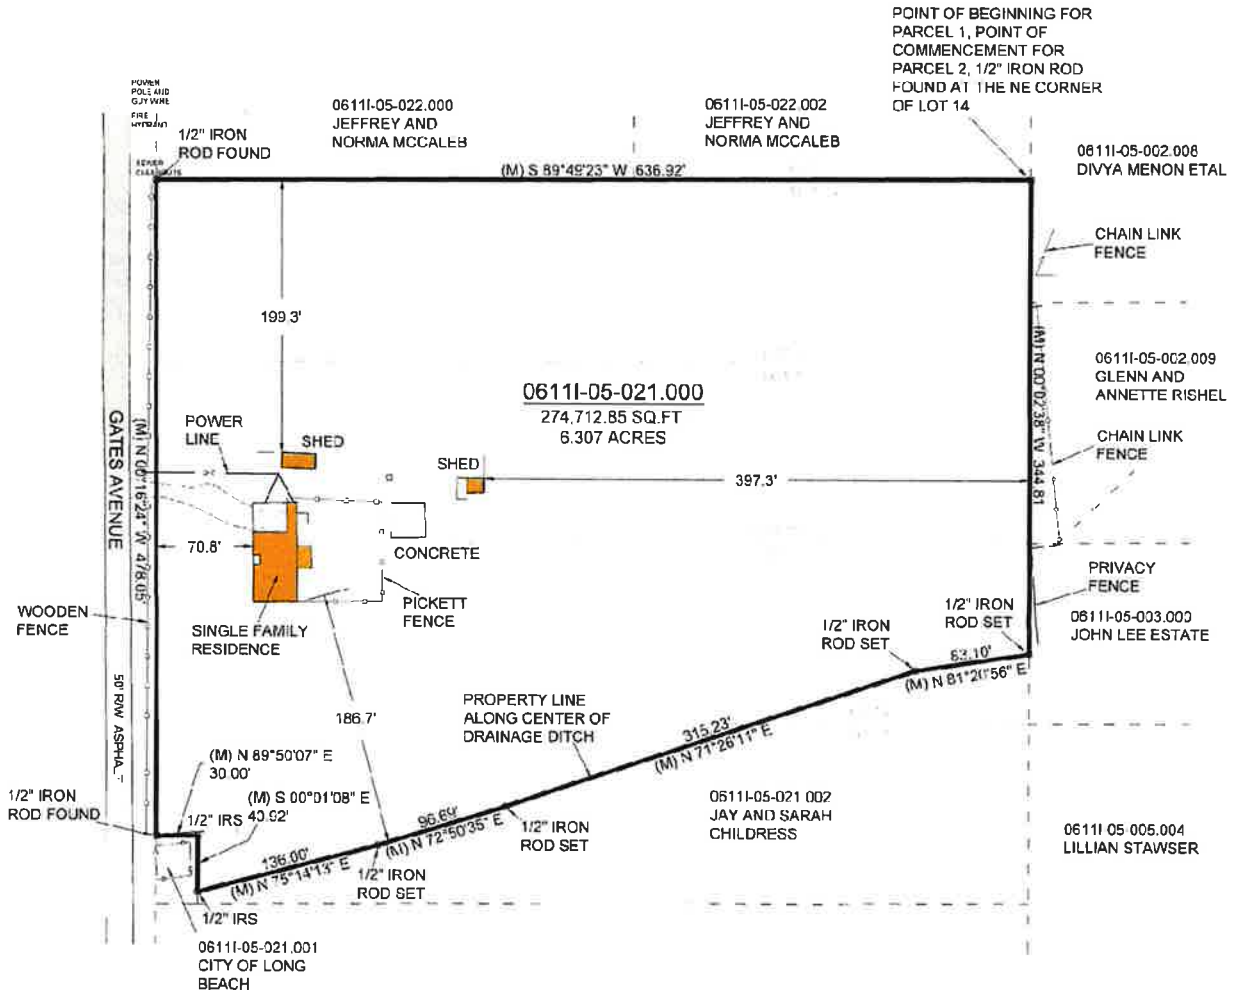 POINT OF BEGINNING FOR
PARCEL 1, POINT OF
COMMENCEMENT FOR
PARCEL 2, 1/2" IRON ROD
FOUND AT THE NE CORNER
OF LOT 14
POWER
POLE AND
GUY WIRE
FIRE
HYDRANT
SEWER
CLEANOUTS
1/2" IRON
ROD FOUND
0611I-05-022.000
JEFFREY AND
NORMA MCCALEB
0611I-05-022.002
JEFFREY AND
NORMA MCCALEB
0611I-05-002.008
DIVYA MENON ETAL
(M) S 89°49'23" W 636.92'
CHAIN LINK
FENCE
199.3'
(M) N 00°02'38" W 344.81
0611I-05-002.009
GLENN AND
ANNETTE RISHEL
0611I-05-021.000
274,712.85 SQ.FT
6.307 ACRES
GATES AVENUE
(M) N 00°16'24" W 478.05'
POWER
LINE
SHED
SHED
CHAIN LINK
FENCE
397.3'
70.8'
CONCRETE
PICKETT
FENCE
PRIVACY
FENCE
WOODEN
FENCE
SINGLE FAMILY
RESIDENCE
1/2" IRON
ROD SET
1/2" IRON
ROD SET
0611I-05-003.000
JOHN LEE ESTATE
83.10'
(M) N 81°20'56" E
50' R/W ASPHALT
186.7'
PROPERTY LINE
ALONG CENTER OF
DRAINAGE DITCH
315.23'
(M) N 71°26'11" E
(M) N 89°50'07" E
30.00'
(M) S 00°01'08" E
40.92'
1/2" IRON
ROD FOUND
1/2" IRS
96.69'
(M) N 72°50'35" E
1/2" IRON
ROD SET
0611I-05-021.002
JAY AND SARAH
CHILDRESS
0611I-05-005.004
LILLIAN STAWSER
136.00'
(M) N 75°14'13" E
1/2" IRON
ROD SET
1/2" IRS
0611I-05-021.001
CITY OF LONG
BEACH